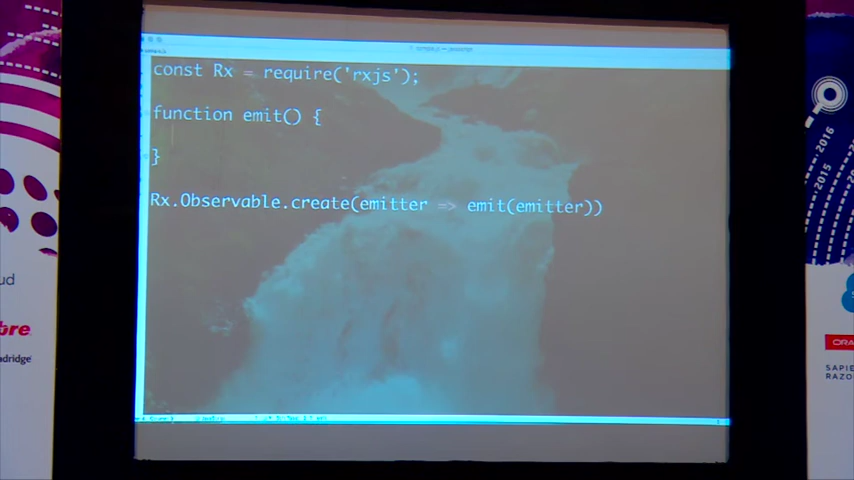 const Rx = require('rxjs');
function emit() {
}
Rx.Observable.create(emitter => emit(emitter))
2016
2015
ud
bre
adridge
ORA
SAPIE
RAZO